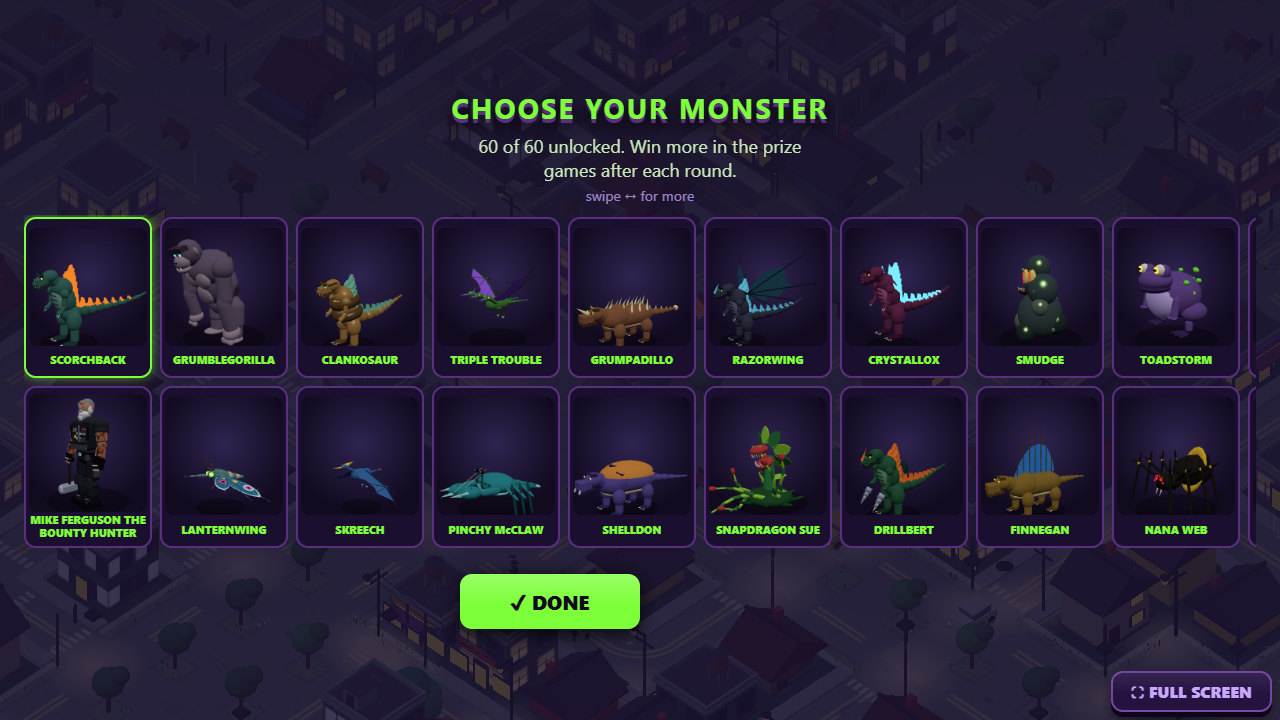 CHOOSE YOUR MONSTER
60 of 60 unlocked. Win more in the prize
games after each round.
swipe ↔ for more
SCORCHBACK
GRUMBLEGORILLA
CLANKOSAUR
TRIPLE TROUBLE
GRUMPADILLO
RAZORWING
CRYSTALLOX
SMUDGE
TOADSTORM
MIKE FERGUSON THE
BOUNTY HUNTER
LANTERNWING
SKREECH
PINCHY McCLAW
SHELLDON
SNAPDRAGON SUE
DRILLBERT
FINNEGAN
NANA WEB
✓ DONE
⛶ FULL SCREEN